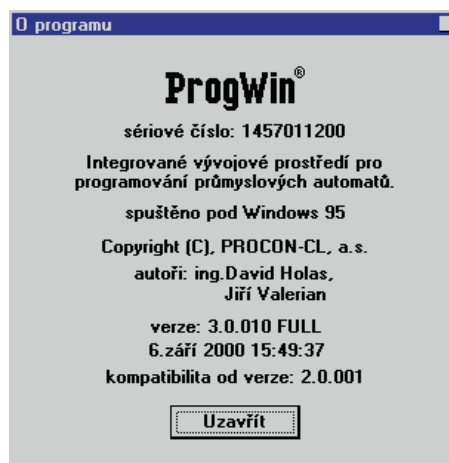 O programu
ProgWin®
sériové číslo: 1457011200
Integrované vývojové prostředí pro
programování průmyslových automatů.
spuštěno pod Windows 95
Copyright (C), PROCON-CL, a.s.
autoři: ing.David Holas,
Jiří Valerian
verze: 3.0.010 FULL
6.září 2000 15:49:37
kompatibilita od verze: 2.0.001
Uzavřít